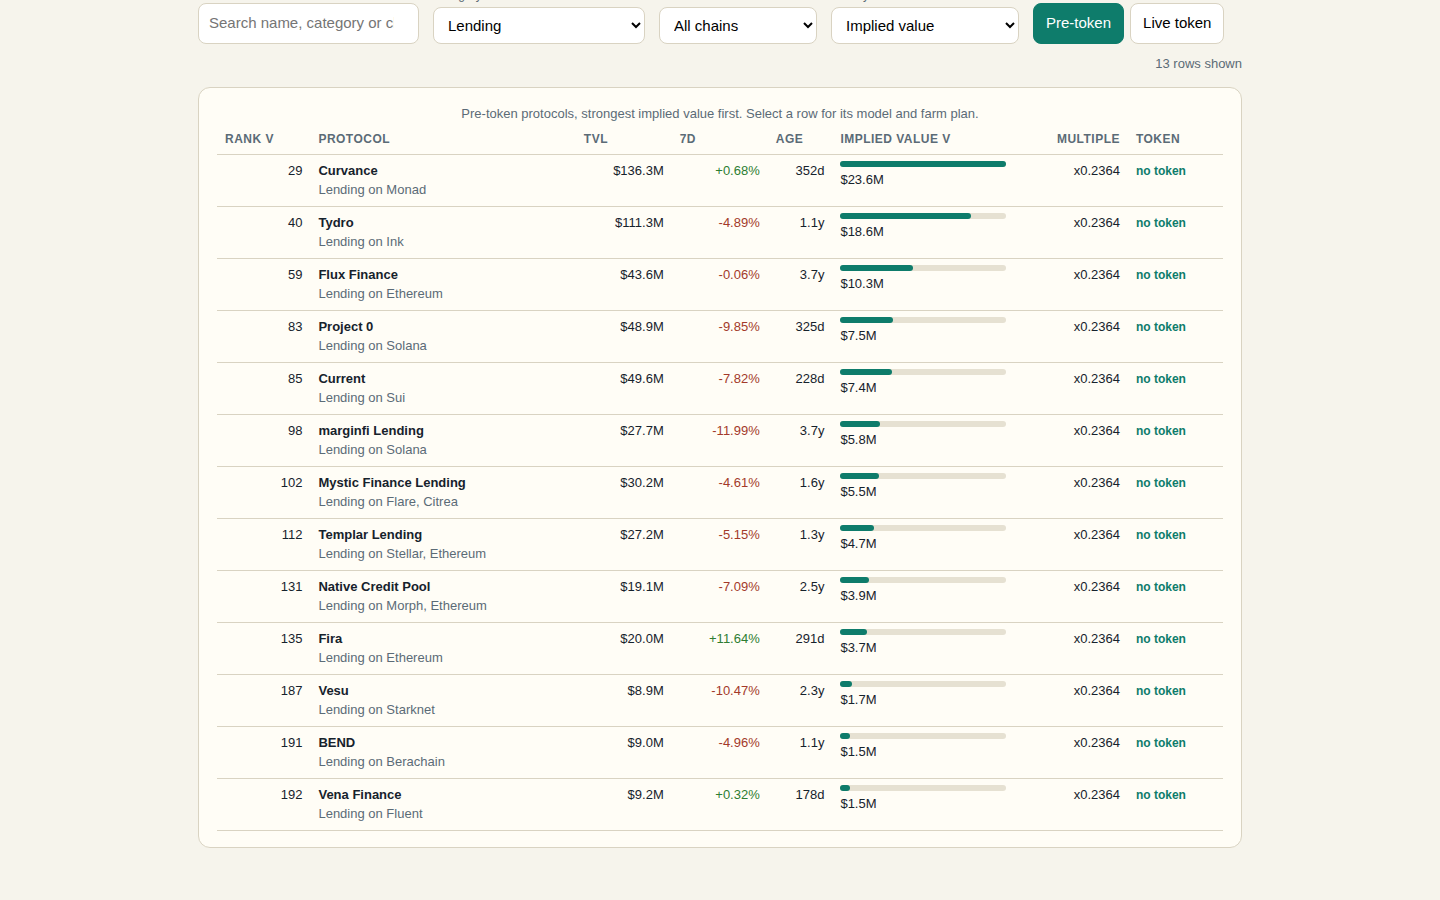 Search name, category or c
Lending
All chains
Implied value
Pre-token
Live token
13 rows shown
Pre-token protocols, strongest implied value first. Select a row for its model and farm plan.
RANK V PROTOCOL TVL 7D AGE IMPLIED VALUE V MULTIPLE TOKEN
29 Curvance $136.3M +0.68% 352d $23.6M x0.2364 no token
Lending on Monad
40 Tydro $111.3M -4.89% 1.1y $18.6M x0.2364 no token
Lending on Ink
59 Flux Finance $43.6M -0.06% 3.7y $10.3M x0.2364 no token
Lending on Ethereum
83 Project 0 $48.9M -9.85% 325d $7.5M x0.2364 no token
Lending on Solana
85 Current $49.6M -7.82% 228d $7.4M x0.2364 no token
Lending on Sui
98 marginfi Lending $27.7M -11.99% 3.7y $5.8M x0.2364 no token
Lending on Solana
102 Mystic Finance Lending $30.2M -4.61% 1.6y $5.5M x0.2364 no token
Lending on Flare, Citrea
112 Templar Lending $27.2M -5.15% 1.3y $4.7M x0.2364 no token
Lending on Stellar, Ethereum
131 Native Credit Pool $19.1M -7.09% 2.5y $3.9M x0.2364 no token
Lending on Morph, Ethereum
135 Fira $20.0M +11.64% 291d $3.7M x0.2364 no token
Lending on Ethereum
187 Vesu $8.9M -10.47% 2.3y $1.7M x0.2364 no token
Lending on Starknet
191 BEND $9.0M -4.96% 1.1y $1.5M x0.2364 no token
Lending on Berachain
192 Vena Finance $9.2M +0.32% 178d $1.5M x0.2364 no token
Lending on Fluent